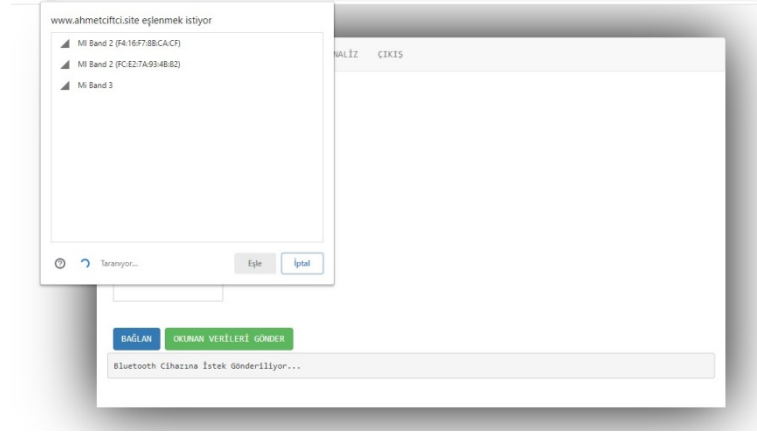 www.ahmetciftci.site eşlenmek istiyor
MI Band 2 (F4:16:F7:8B:CA:CF)
MI Band 2 (FC:E2:7A:93:4B:82)
Mi Band 3
Taranıyor...
Eşle
İptal
NALİZ ÇIKIŞ
BAĞLAN
OKUNAN VERİLERİ GÖNDER
Bluetooth Cihazına İstek Gönderiliyor...